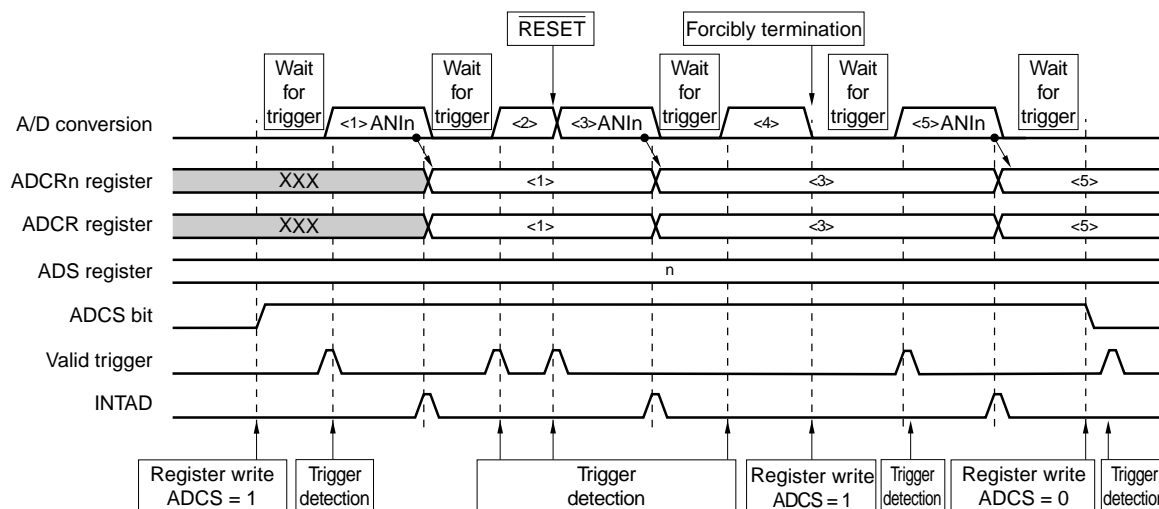 RESET
Forcibly termination
Wait
for
trigger
Wait
for
trigger
Wait
for
trigger
Wait
for
trigger
Wait
for
trigger
A/D conversion
<1> ANIn
<2>
<3> ANIn
<4>
<5> ANIn
ADCRn register
XXX
<1>
<3>
<5>
ADCR register
XXX
<1>
<3>
<5>
ADS register
n
ADCS bit
Valid trigger
INTAD
Register write
ADCS = 1
Trigger
detection
Trigger
detection
Register write
ADCS = 1
Trigger
detection
Register write
ADCS = 0
Trigger
detection